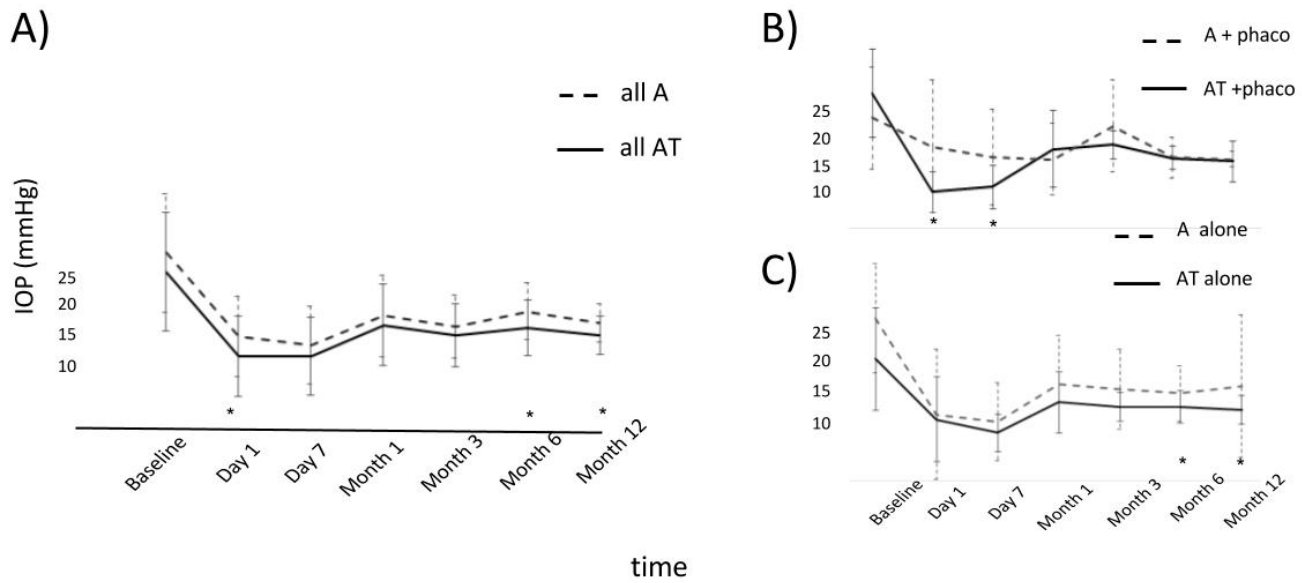 A)
all A
all AT
IOP (mmHg)
25
20
15
10
*
*
*
Baseline
Day 1
Day 7
Month 1
Month 3
Month 6
Month 12
B)
A + phaco
AT +phaco
25
20
15
10
*
*
C)
A alone
AT alone
25
20
15
10
*
*
Baseline
Day 1
Day 7
Month 1
Month 3
Month 6
Month 12
time